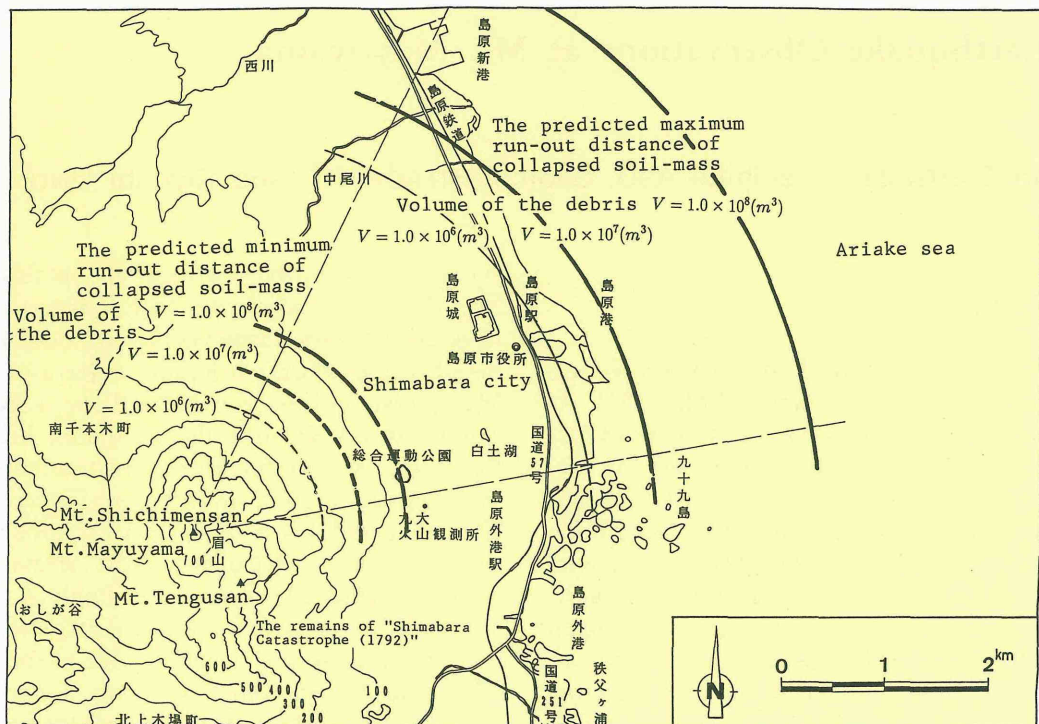 西川
島原新港
島原鉄道
The predicted maximum
run-out distance of
collapsed soil-mass
中尾川
Volume of the debris
V = 1.0 × 10⁸(m³)
V = 1.0 × 10⁶(m³)
V = 1.0 × 10⁷(m³)
Ariake sea
The predicted minimum
run-out distance of
collapsed soil-mass
Volume of
the debris
V = 1.0 × 10⁸(m³)
V = 1.0 × 10⁷(m³)
V = 1.0 × 10⁶(m³)
島原城
島原駅
島原港
島原市役所
Shimabara city
南千本木町
総合運動公園
白土湖
国道57号
九十九島
九大
火山観測所
島原外港駅
Mt.Shichimensan
Mt.Mayuyama
眉山
700
Mt.Tengusan
おしが谷
The remains of "Shimabara
Catastrophe (1792)"
島原外港
秩父ヶ浦
国道251号
600
500
400
300
200
100
北上木場町
N
0 1 2 km